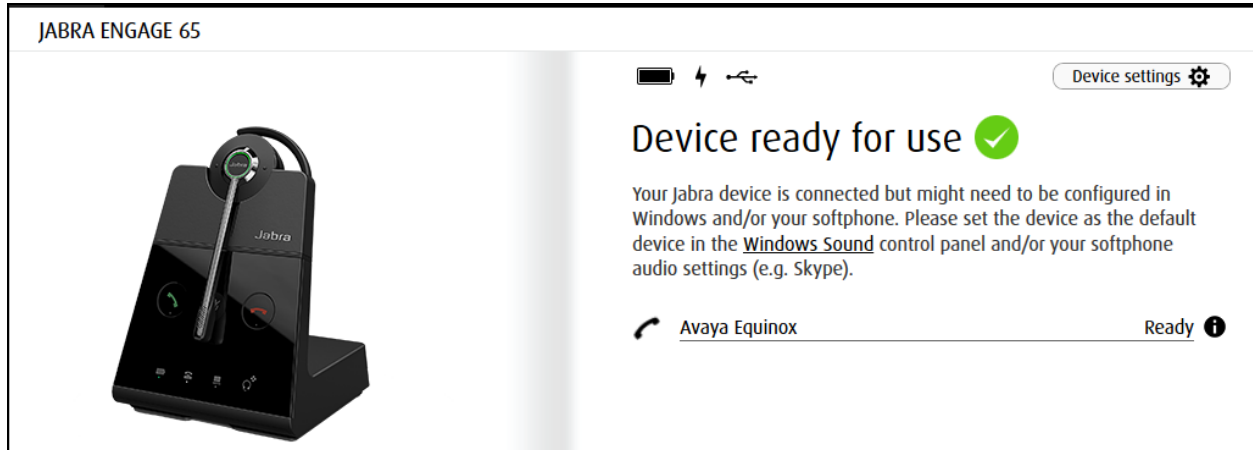 JABRA ENGAGE 65
Device settings
Device ready for use
Your Jabra device is connected but might need to be configured in
Windows and/or your softphone. Please set the device as the default
device in the Windows Sound control panel and/or your softphone
audio settings (e.g. Skype).
Avaya Equinox Ready
Jabra
Jabra